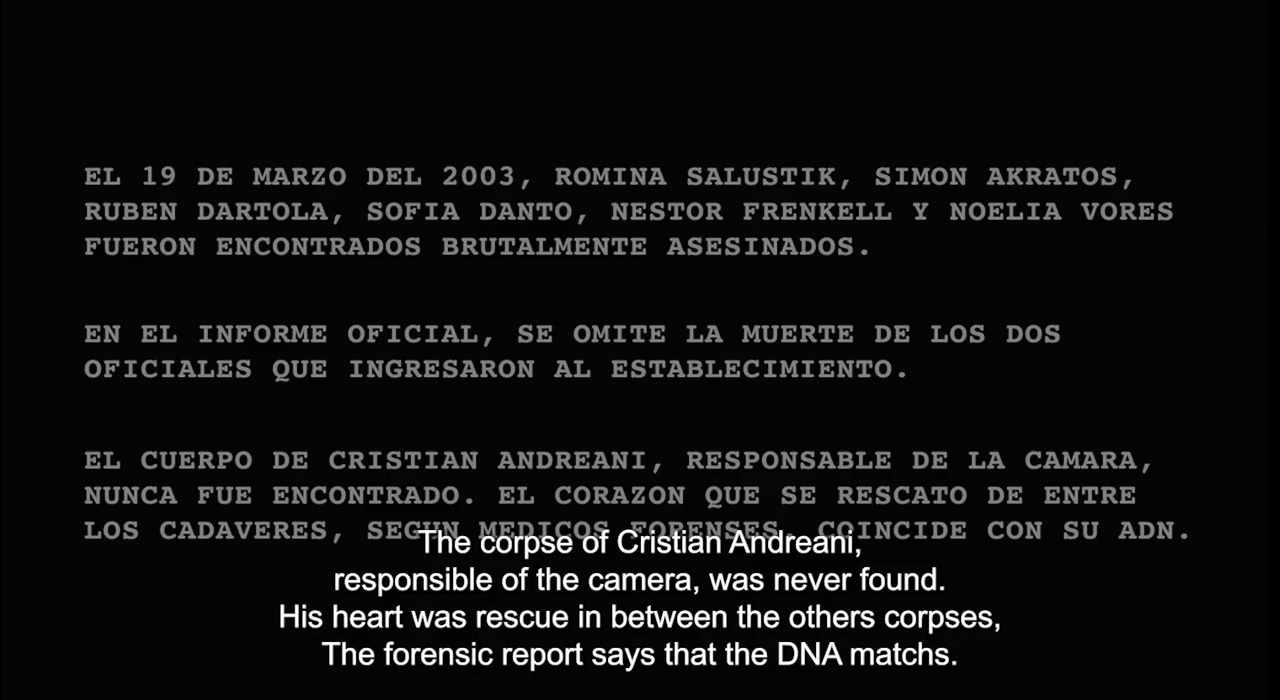 EL 19 DE MARZO DEL 2003, ROMINA SALUSTIK, SIMON AKRATOS,
RUBEN DARTOLA, SOFIA DANTO, NESTOR FRENKELL Y NOELIA VORES
FUERON ENCONTRADOS BRUTALMENTE ASESINADOS.
EN EL INFORME OFICIAL, SE OMITE LA MUERTE DE LOS DOS
OFICIALES QUE INGRESARON AL ESTABLECIMIENTO.
EL CUERPO DE CRISTIAN ANDREANI, RESPONSABLE DE LA CAMARA,
NUNCA FUE ENCONTRADO. EL CORAZON QUE SE RESCATO DE ENTRE
LOS CADAVERES, SEGUN MEDICOS FORENSES, COINCIDE CON SU ADN.
The corpse of Cristian Andreani,
responsible of the camera, was never found.
His heart was rescue in between the others corpses,
The forensic report says that the DNA matchs.